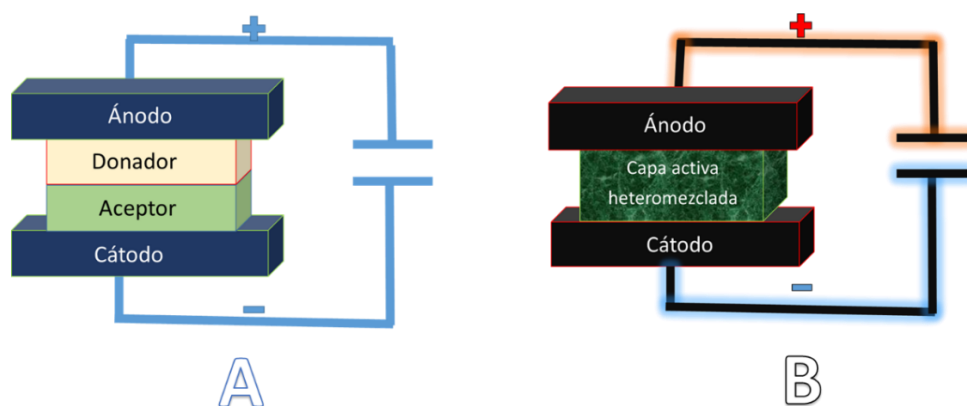 +
Ánodo
Donador
Aceptor
Cátodo
-
A
+
Ánodo
Capa activa
heteromezclada
Cátodo
-
B